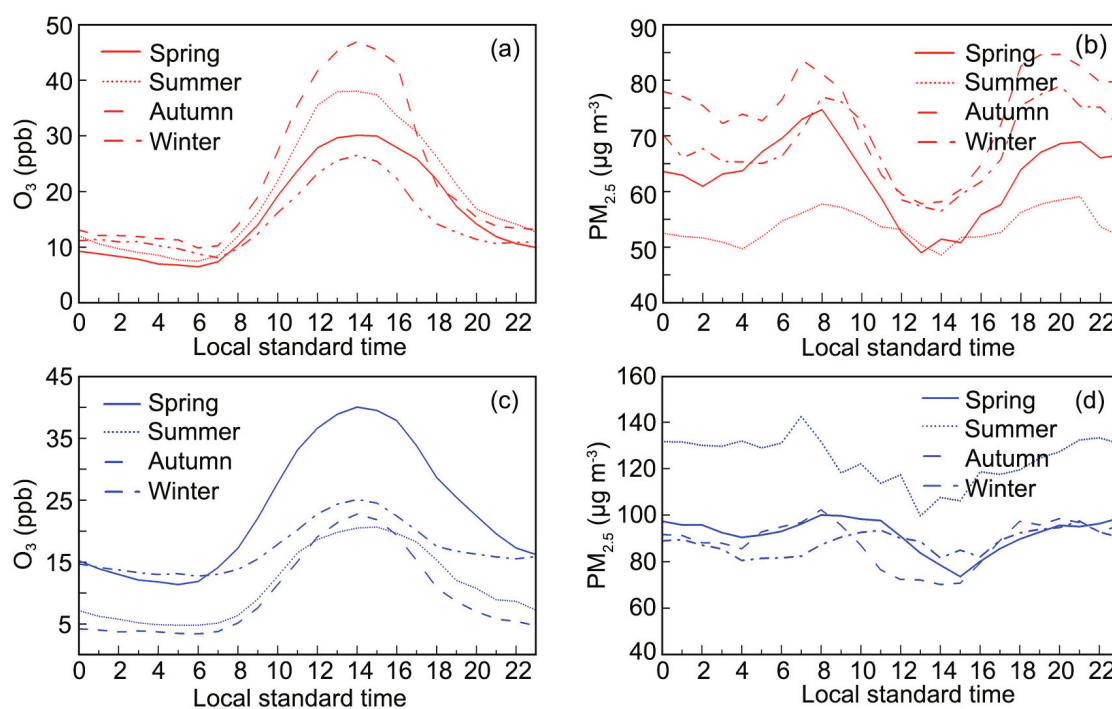 50
40
30
20
10
0
O3 (ppb)
Spring
Summer
Autumn
Winter
(a)
0 2 4 6 8 10 12 14 16 18 20 22
Local standard time
90
80
70
60
50
40
PM2.5 (µg m-3)
(b)
Spring
Summer
Autumn
Winter
0 2 4 6 8 10 12 14 16 18 20 22
Local standard time
45
35
25
15
5
O3 (ppb)
Spring
Summer
Autumn
Winter
(c)
0 2 4 6 8 10 12 14 16 18 20 22
Local standard time
160
140
120
100
80
60
40
PM2.5 (µg m-3)
Spring
Summer
Autumn
Winter
(d)
0 2 4 6 8 10 12 14 16 18 20 22
Local standard time